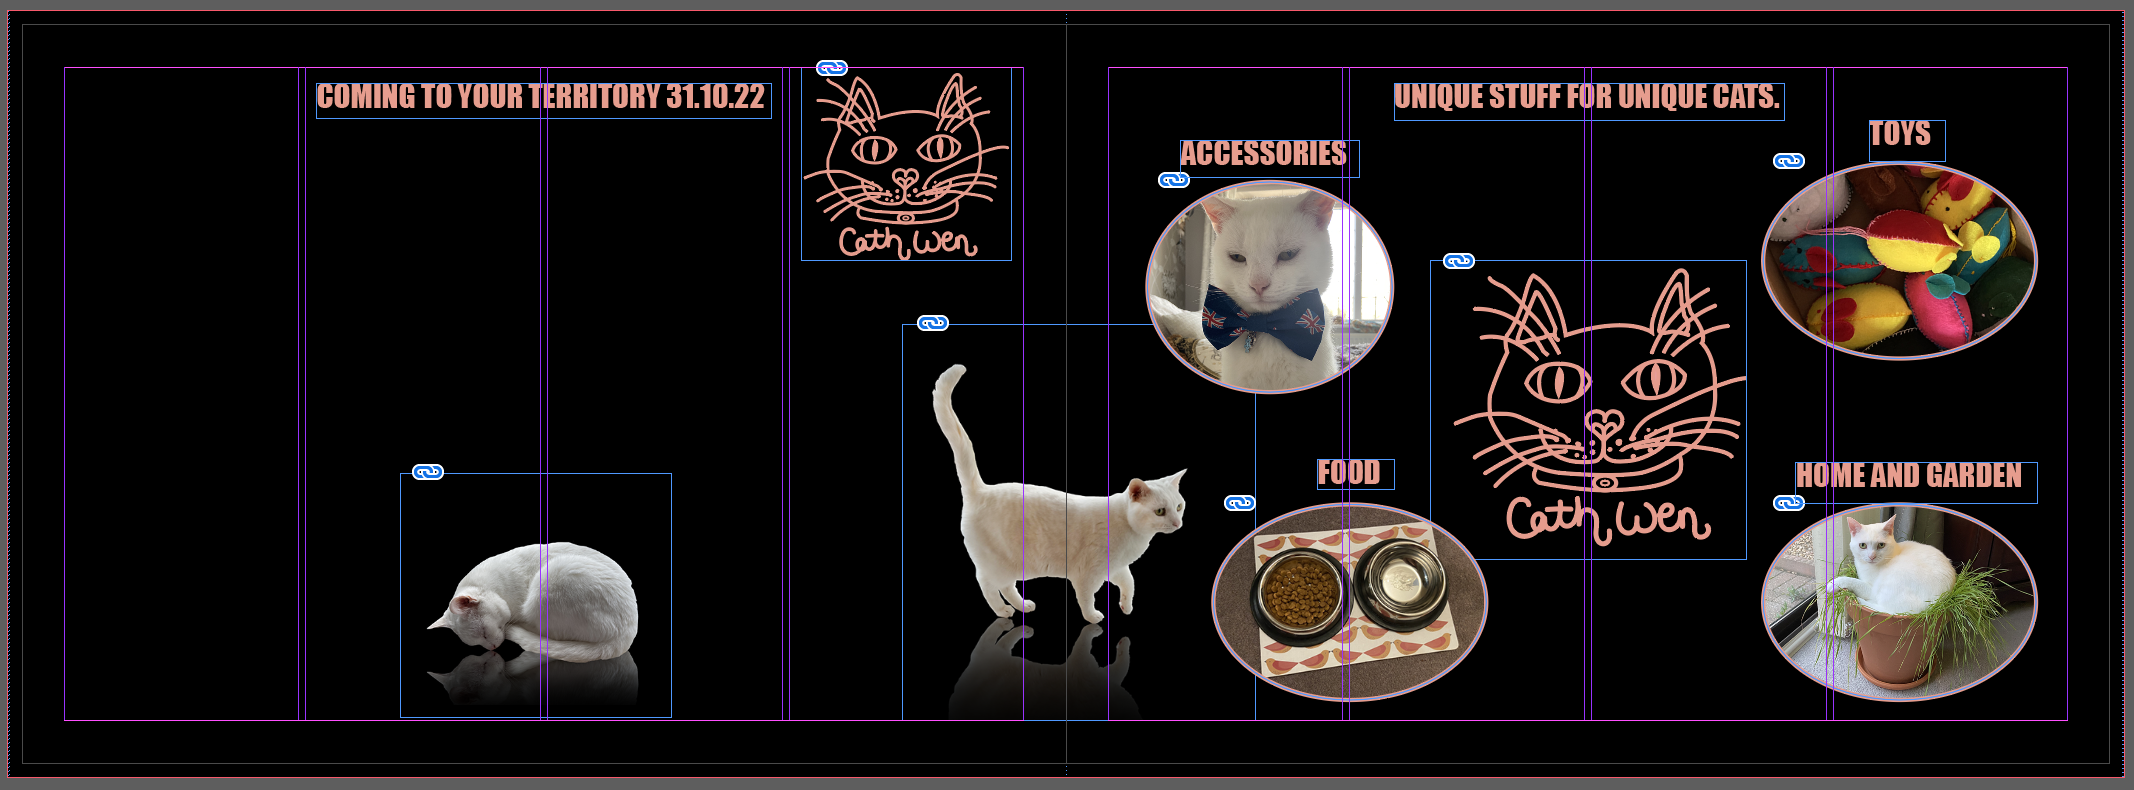 COMING TO YOUR TERRITORY 31.10.22
Cath Wen
UNIQUE STUFF FOR UNIQUE CATS.
ACCESSORIES
TOYS
Cath Wen
FOOD
HOME AND GARDEN